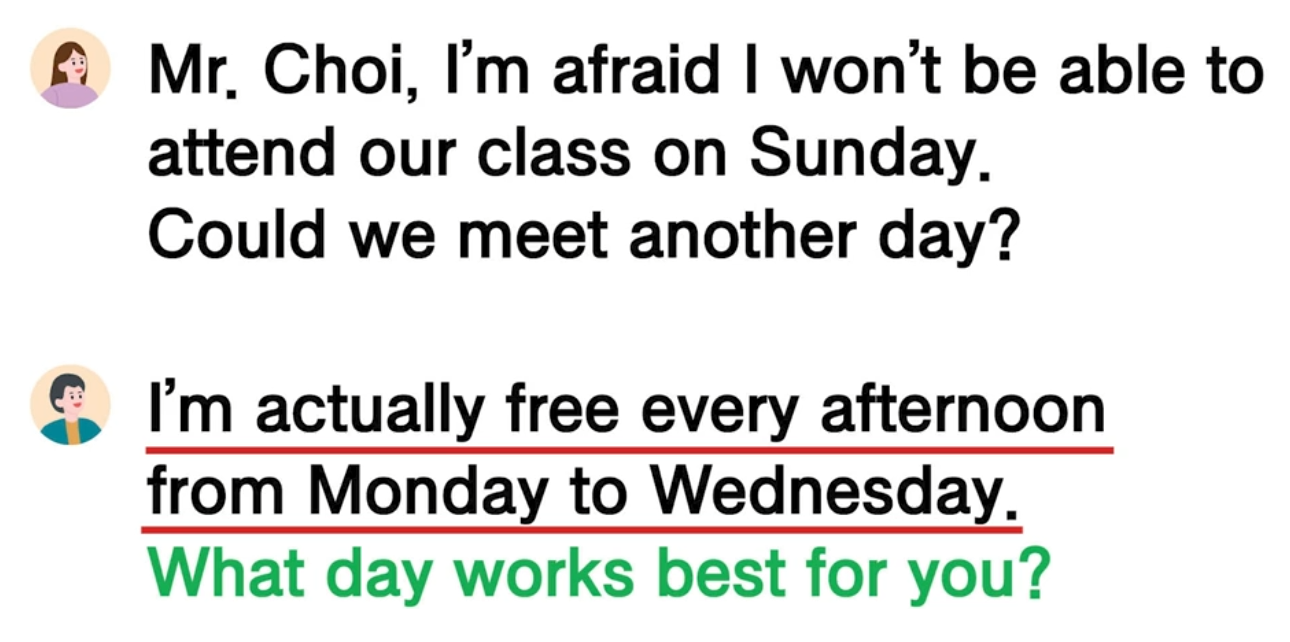 Mr. Choi, I'm afraid I won't be able to
attend our class on Sunday.
Could we meet another day?
I'm actually free every afternoon
from Monday to Wednesday.
What day works best for you?